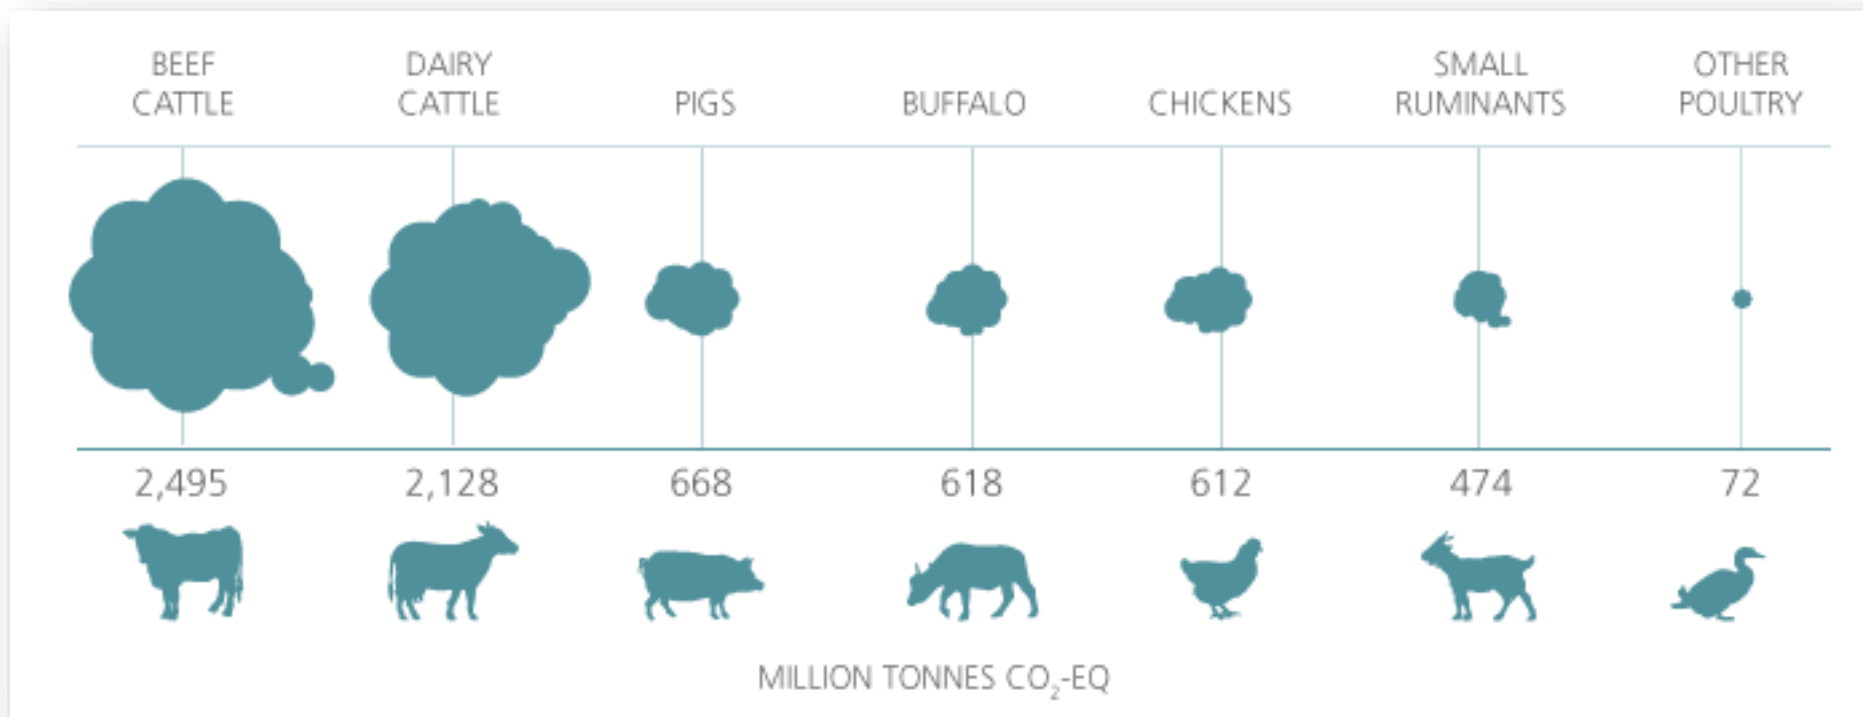 BEEF
CATTLE
DAIRY
CATTLE
PIGS
BUFFALO
CHICKENS
SMALL
RUMINANTS
OTHER
POULTRY
2,495
2,128
668
618
612
474
72
MILLION TONNES CO₂-EQ